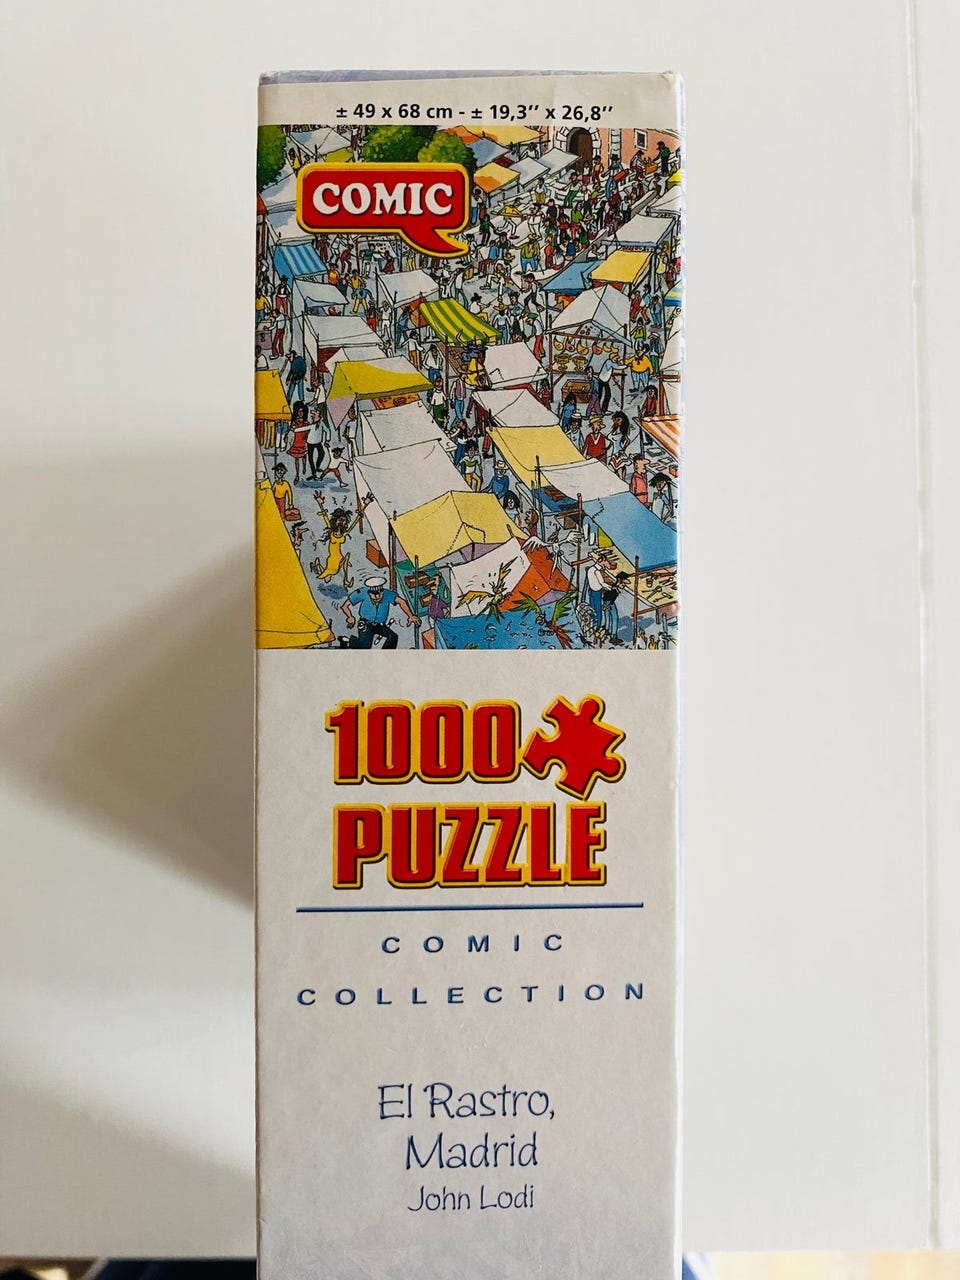 ± 49 x 68 cm - ± 19,3’’ x 26,8’’
COMIC
1000
PUZZLE
COMIC
COLLECTION
El Rastro,
Madrid
John Lodi